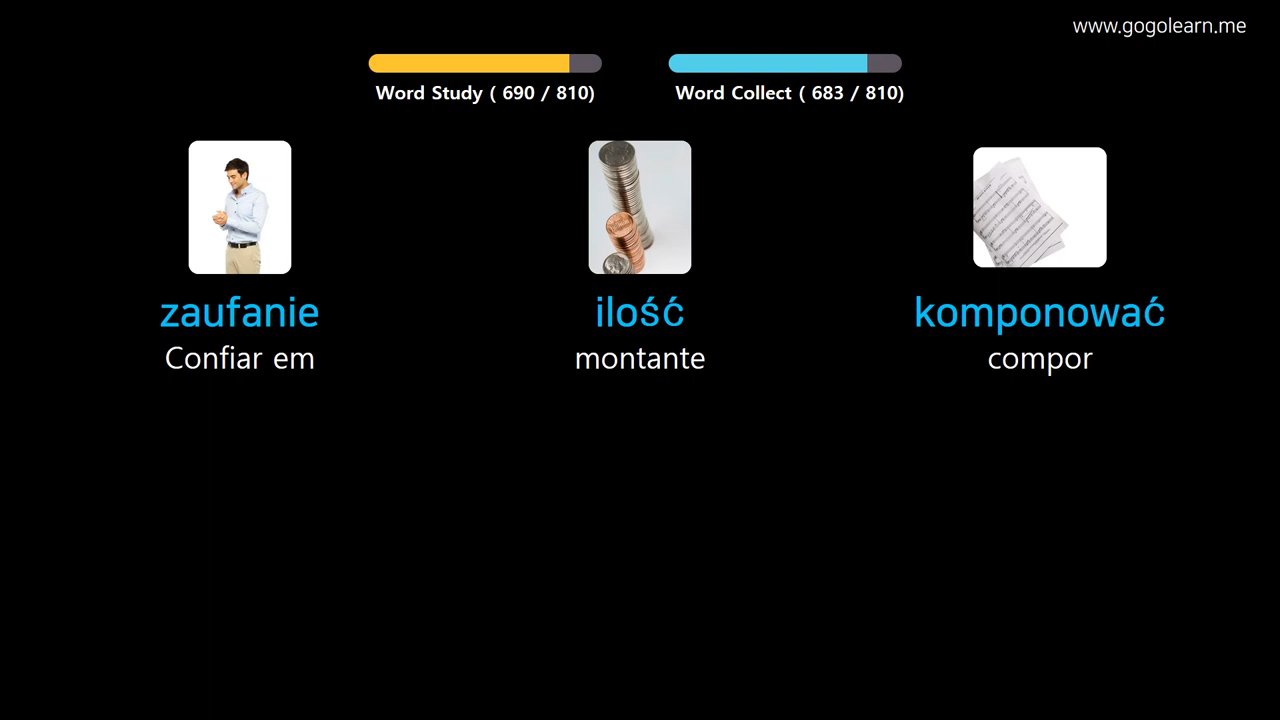 www.gogolearn.me
Word Study ( 690 / 810)
Word Collect ( 683 / 810)
zaufanie
Confiar em
ilość
montante
komponować
compor